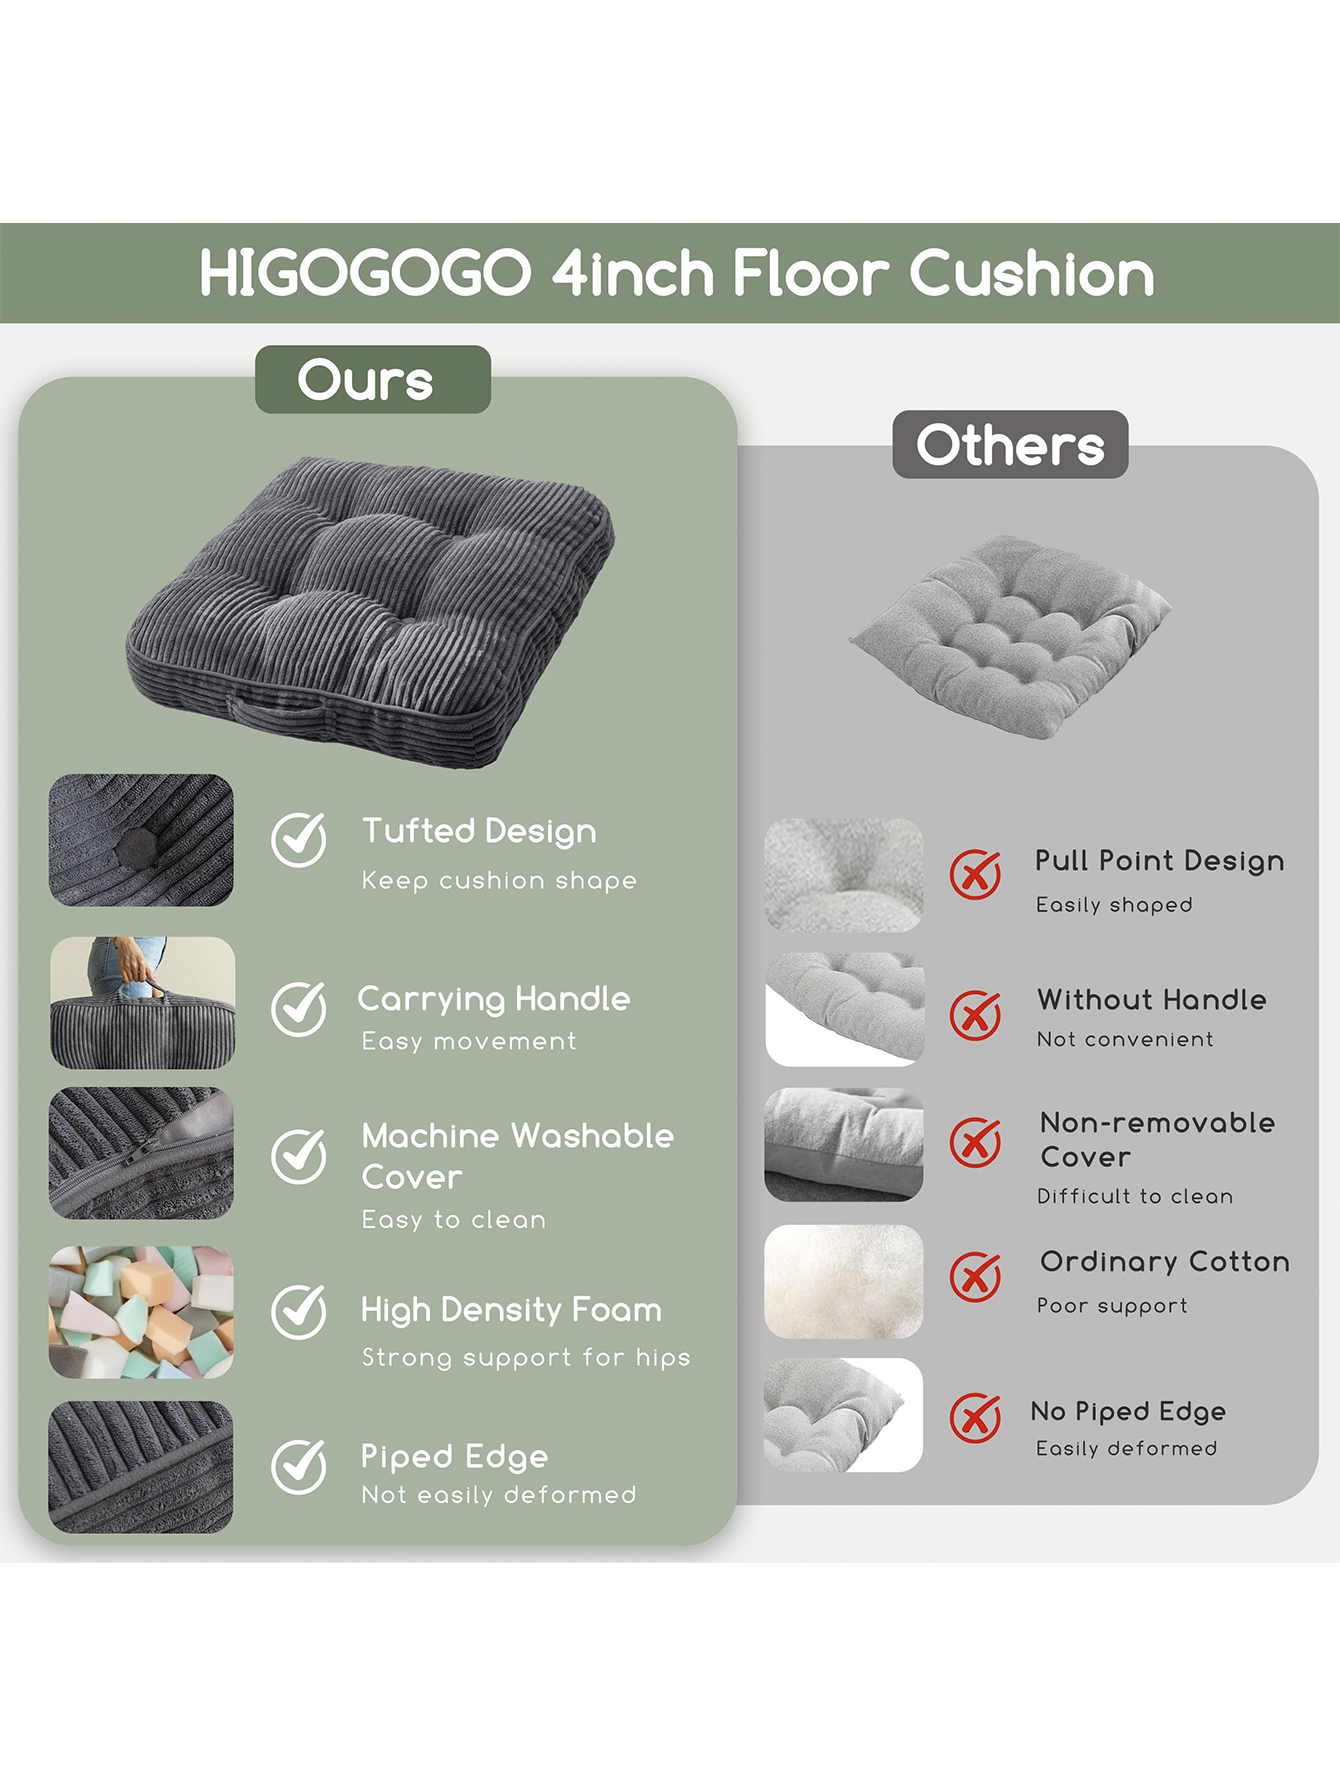 HIGOGOGO 4inch Floor Cushion
Ours
Tufted Design
Keep cushion shape
Carrying Handle
Easy movement
Machine Washable
Cover
Easy to clean
High Density Foam
Strong support for hips
Piped Edge
Not easily deformed
Others
Pull Point Design
Easily shaped
Without Handle
Not convenient
Non-removable
Cover
Difficult to clean
Ordinary Cotton
Poor support
No Piped Edge
Easily deformed